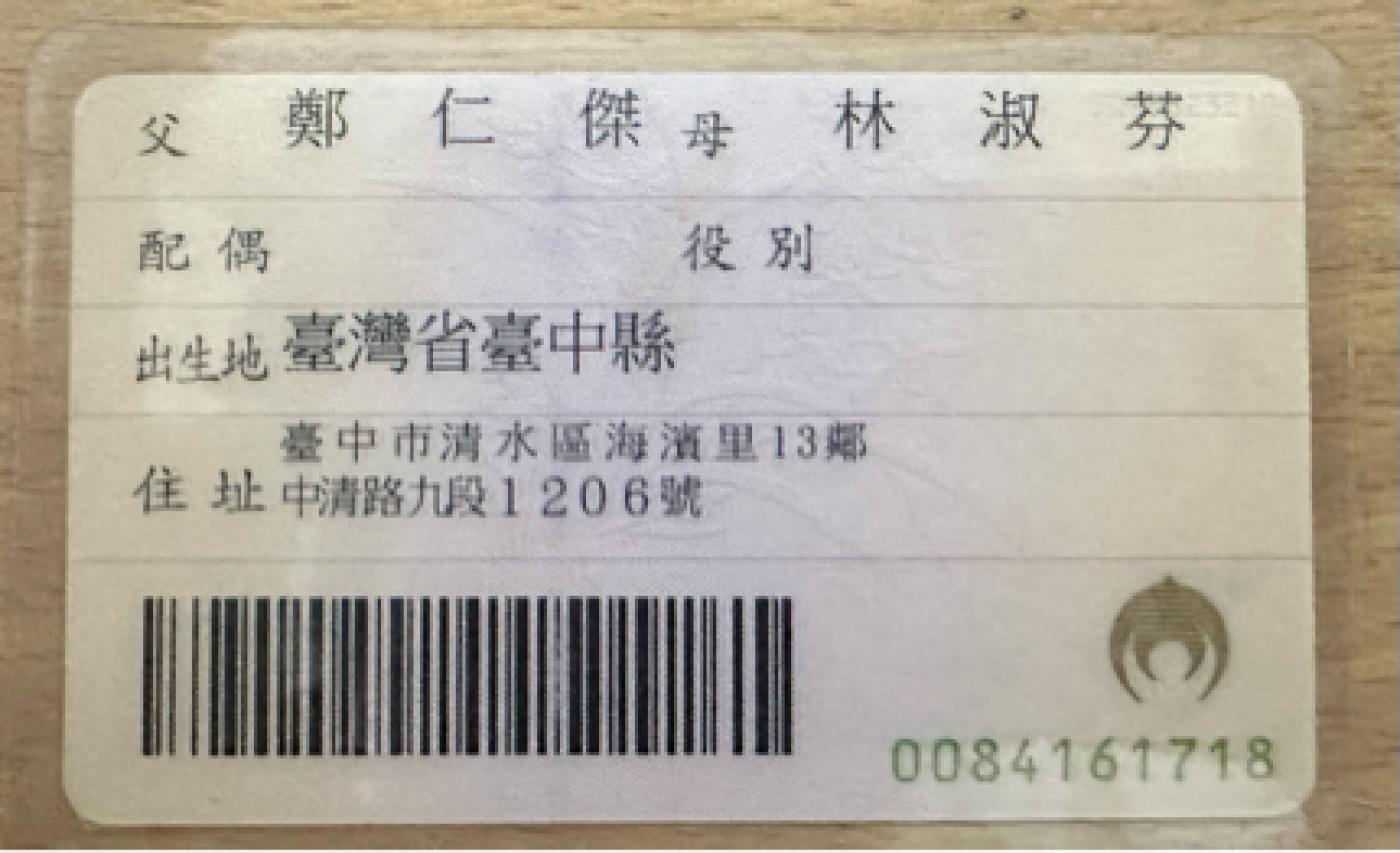 父 鄭仁傑 母 林淑芬
配偶 役別
出生地 臺灣省臺中縣
臺中市清水區海濱里13鄰
住址 中清路九段1206號
0084161718